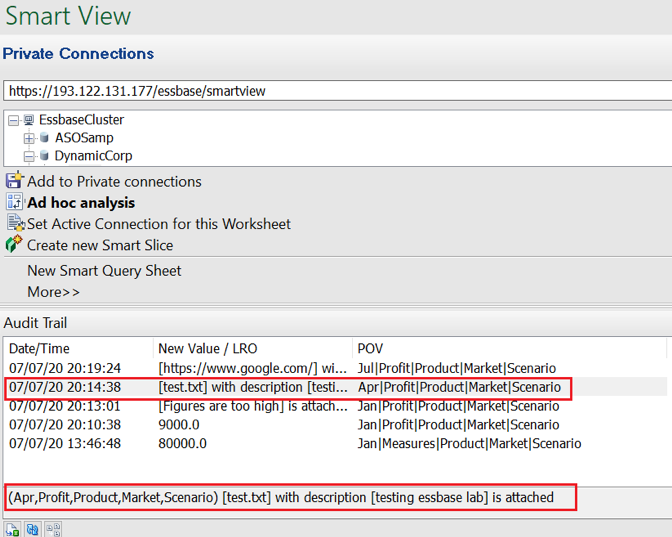 Smart View
Private Connections
https://193.122.131.177/essbase/smartview
EssbaseCluster
ASOSamp
DynamicCorp
Add to Private connections
Ad hoc analysis
Set Active Connection for this Worksheet
Create new Smart Slice
New Smart Query Sheet
More>>
Audit Trail
Date/Time New Value / LRO POV
07/07/20 20:19:24 [https://www.google.com/] wi... Jul|Profit|Product|Market|Scenario
07/07/20 20:14:38 [test.txt] with description [testi... Apr|Profit|Product|Market|Scenario
07/07/20 20:13:01 [Figures are too high] is attach... Jan|Profit|Product|Market|Scenario
07/07/20 20:10:38 9000.0 Jan|Profit|Product|Market|Scenario
07/07/20 13:46:48 80000.0 Jan|Measures|Product|Market|Scenario
(Apr,Profit,Product,Market,Scenario) [test.txt] with description [testing essbase lab] is attached